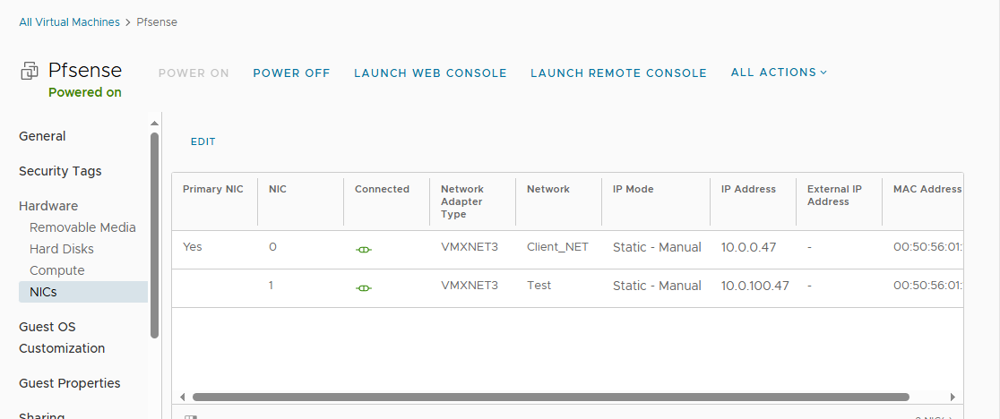 All Virtual Machines > Pfsense
Pfsense
POWER ON POWER OFF LAUNCH WEB CONSOLE LAUNCH REMOTE CONSOLE ALL ACTIONS
Powered on
General
Security Tags
Hardware
Removable Media
Hard Disks
Compute
NICs
Guest OS
Customization
Guest Properties
Sharing
EDIT
Primary NIC NIC Connected Network Adapter Type Network IP Mode IP Address External IP Address MAC Address
Yes 0 VMXNET3 Client_NET Static - Manual 10.0.0.47 - 00:50:56:01:
1 VMXNET3 Test Static - Manual 10.0.100.47 - 00:50:56:01: